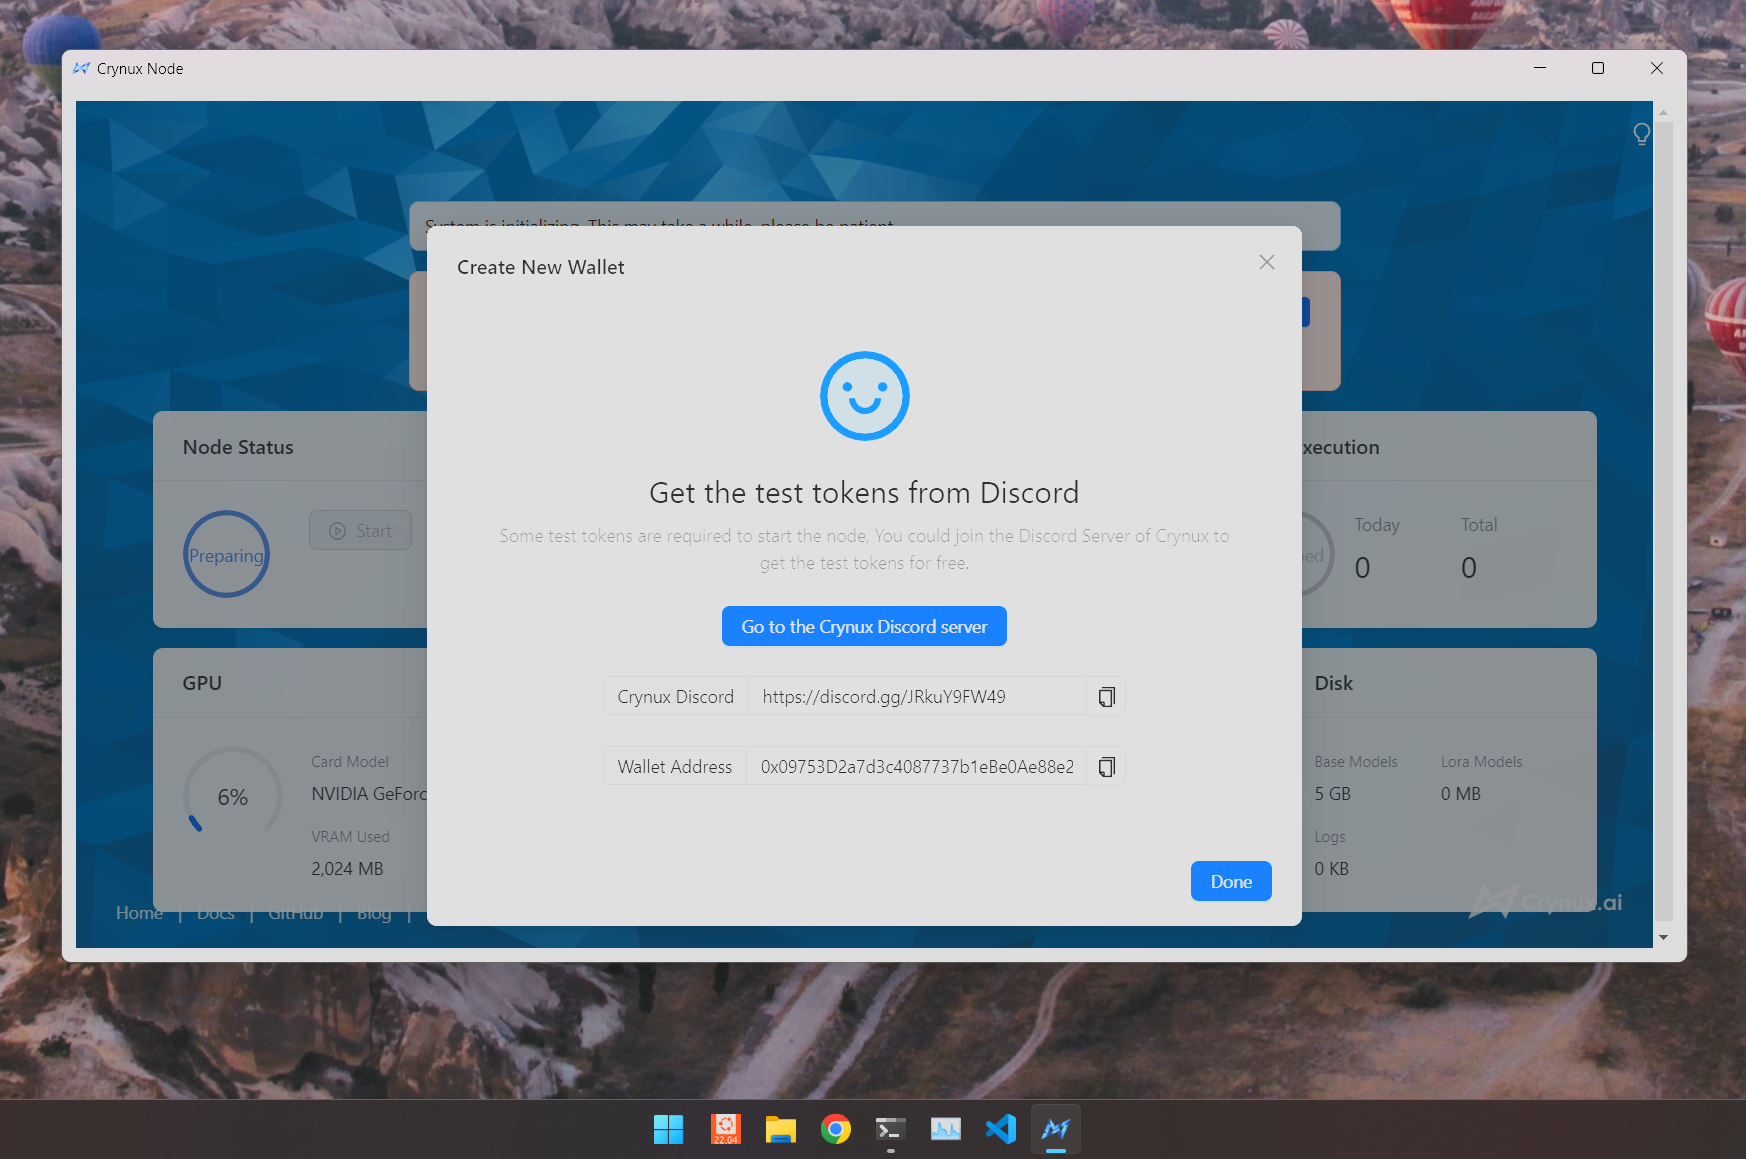 Crynux Node
System is initializing. This may take a while, please be patient.
Create New Wallet
Get the test tokens from Discord
Some test tokens are required to start the node, You could join the Discord Server of Crynux to
get the test tokens for free.
Go to the Crynux Discord server
Crynux Discord https://discord.gg/JRkuY9FW49
Wallet Address 0x09753D2a7d3c4087737b1eBe0Ae88e2
Done
Node Status
Preparing
Start
xecution
Today Total
0 0
GPU
6%
Card Model
NVIDIA GeForc
VRAM Used
2,024 MB
Disk
Base Models Lora Models
5 GB 0 MB
Logs
0 KB
Home | Docs | GitHub | Blog |
Crynux.ai
22.04